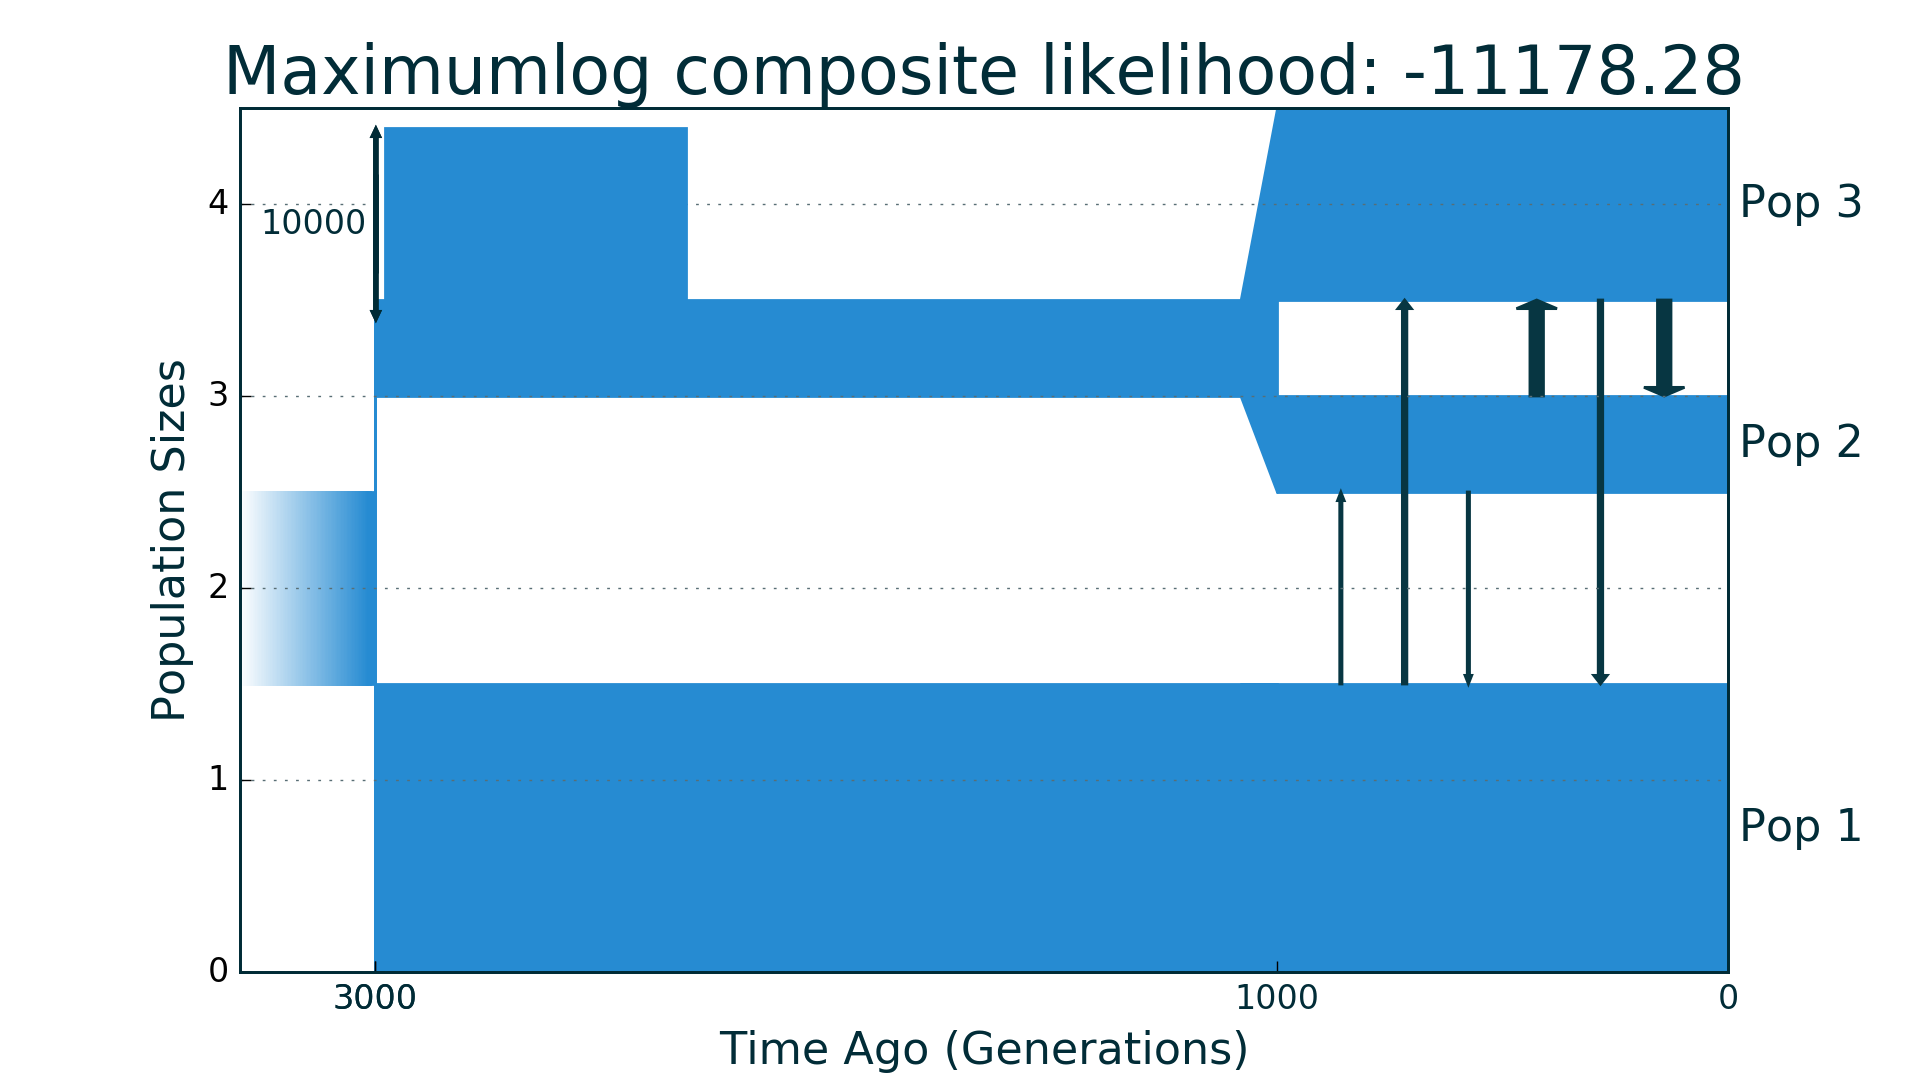 Maximumlog composite likelihood: -11178.28
Population Sizes
4
3
2
1
0
10000
Pop 3
Pop 2
Pop 1
3000
1000
0
Time Ago (Generations)